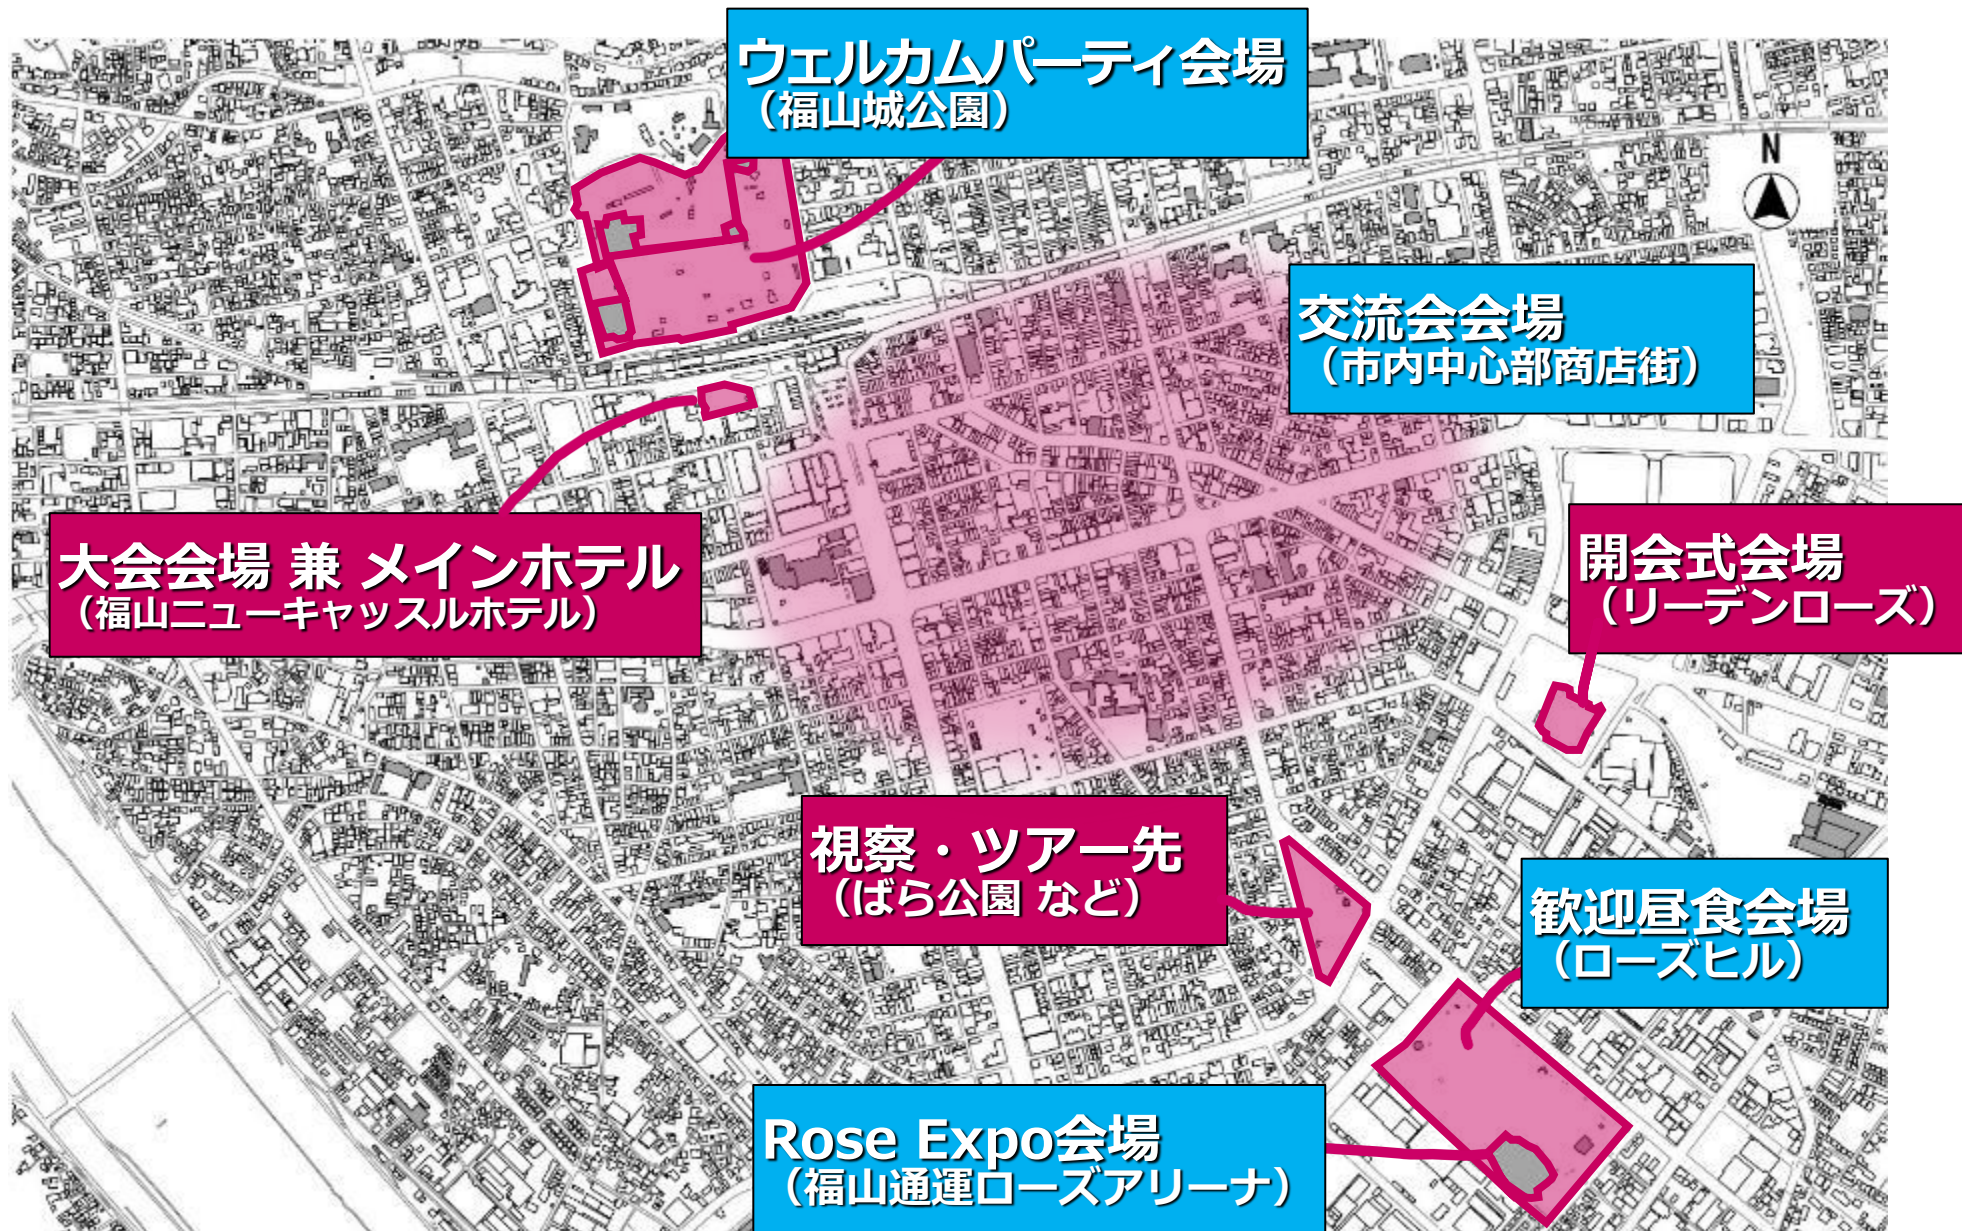 ウェルカムパーティ会場
（福山城公園）
N
交流会会場
（市内中心部商店街）
大会会場 兼 メインホテル
（福山ニューキャッスルホテル）
開会式会場
（リーデンローズ）
視察・ツアー先
（ばら公園 など）
歓迎昼食会場
（ローズヒル）
Rose Expo会場
（福山通運ローズアリーナ）